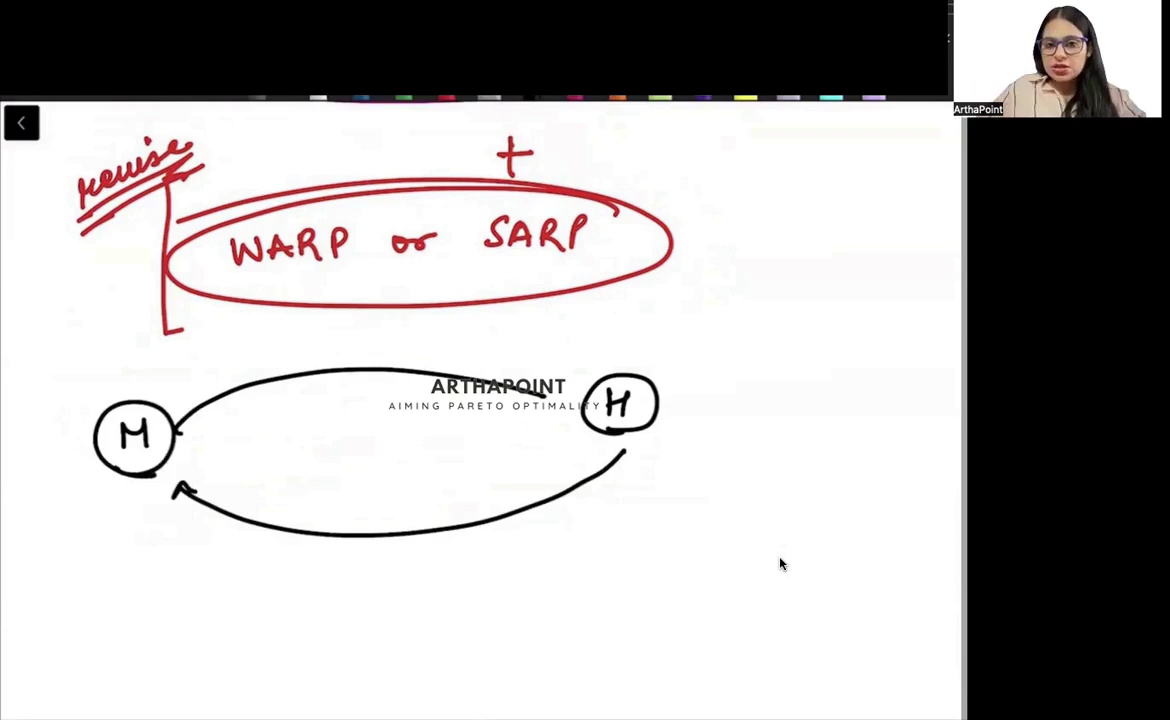 ArthaPoint
revise
+
WARP or SARP
ARTHAPOINT
AIMING PARETO OPTIMALITY
M
H